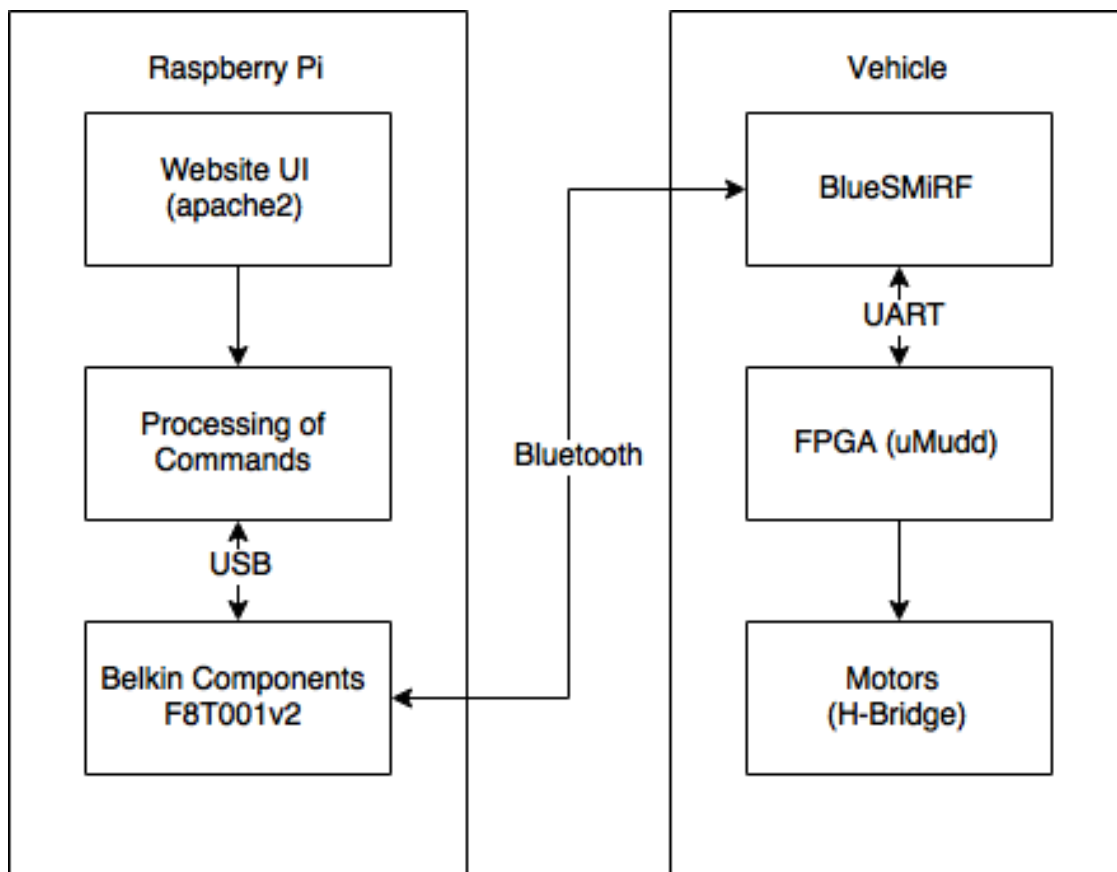 Raspberry Pi
Website UI
(apache2)
Processing of
Commands
USB
Belkin Components
F8T001v2
Bluetooth
Vehicle
BlueSMiRF
UART
FPGA (uMudd)
Motors
(H-Bridge)